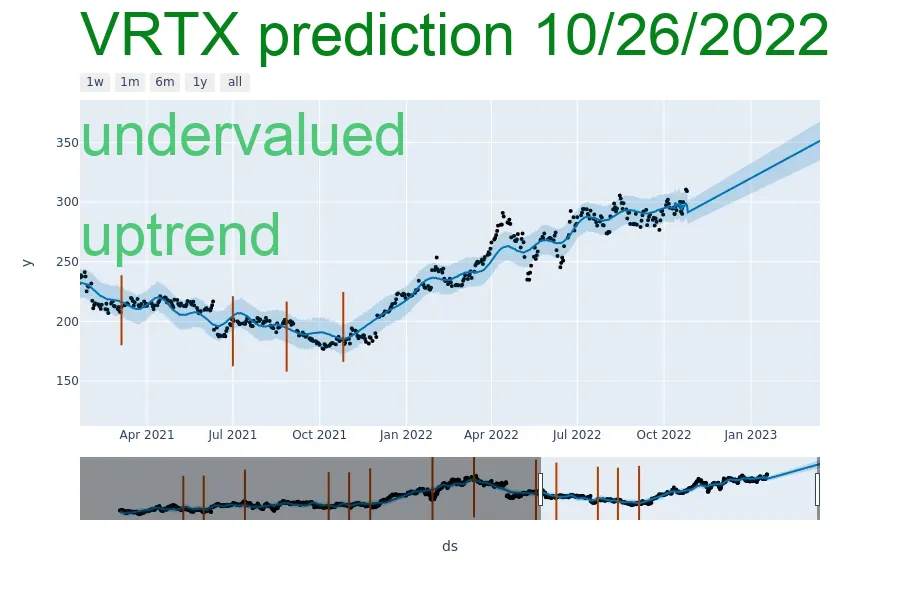 VRTX prediction 10/26/2022
1w 1m 6m 1y all
undervalued
uptrend
350
300
250
200
150
y
Apr 2021 Jul 2021 Oct 2021 Jan 2022 Apr 2022 Jul 2022 Oct 2022 Jan 2023
ds